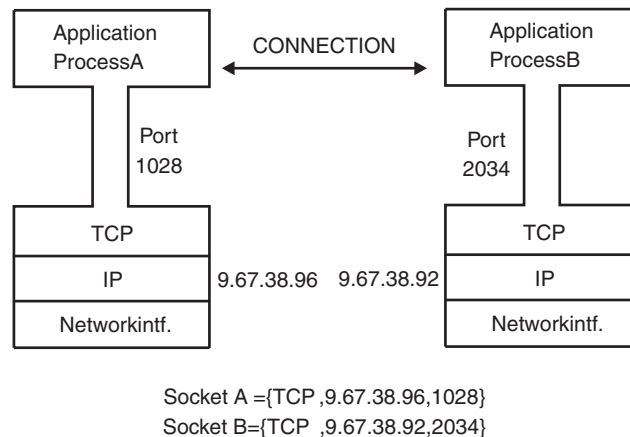 Application
ProcessA
CONNECTION
Application
ProcessB
Port
1028
Port
2034
TCP
TCP
IP
9.67.38.96
9.67.38.92
IP
Networkintf.
Networkintf.
Socket A ={TCP ,9.67.38.96,1028}
Socket B={TCP ,9.67.38.92,2034}